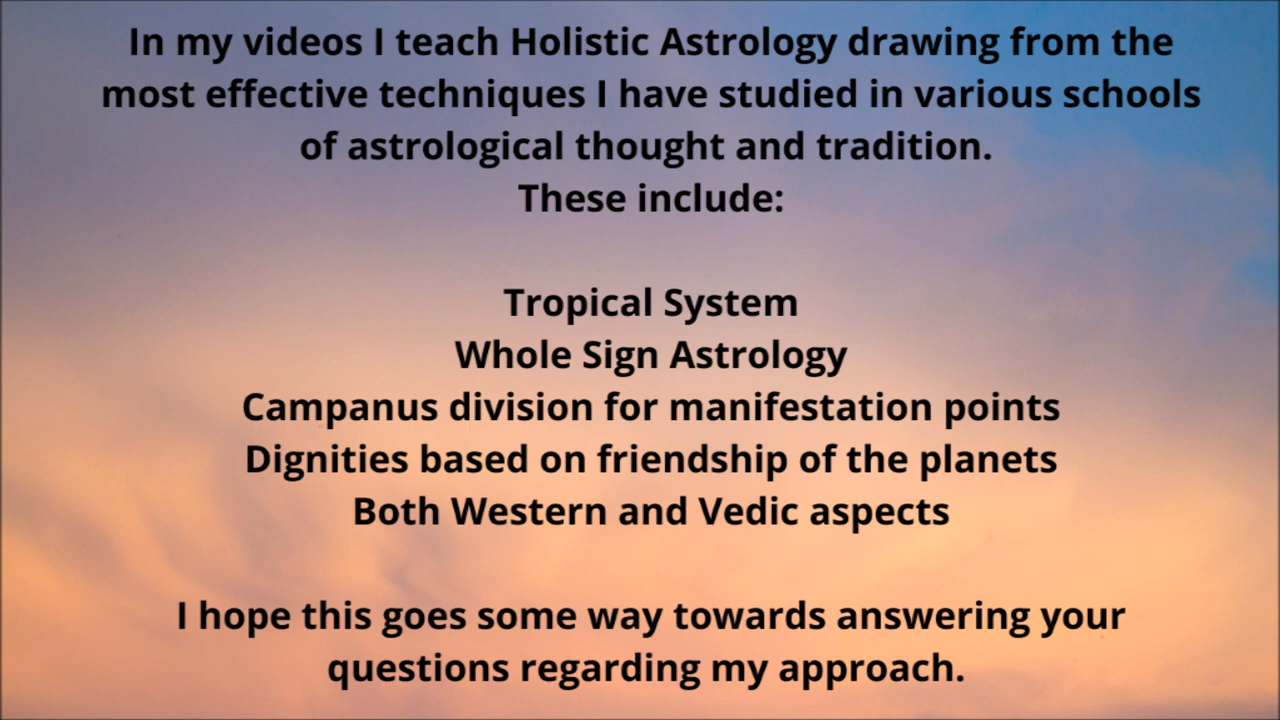 In my videos I teach Holistic Astrology drawing from the
most effective techniques I have studied in various schools
of astrological thought and tradition.
These include:
Tropical System
Whole Sign Astrology
Campanus division for manifestation points
Dignities based on friendship of the planets
Both Western and Vedic aspects
I hope this goes some way towards answering your
questions regarding my approach.